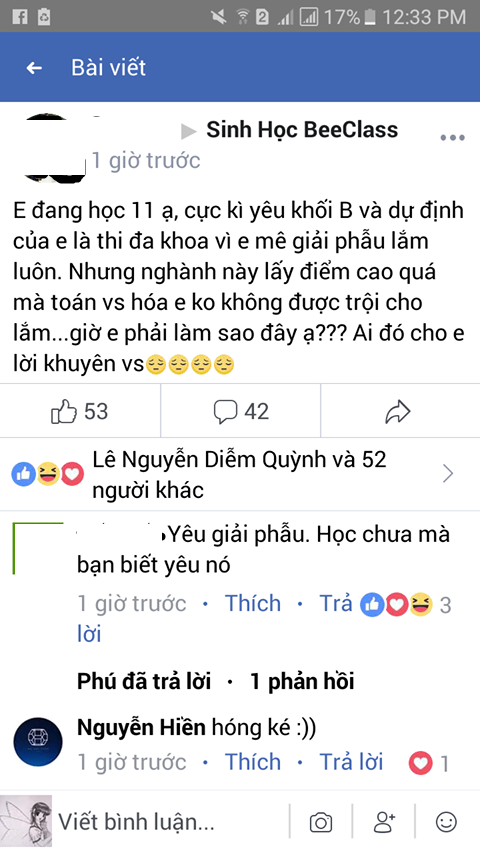 17% 12:33 PM
Bài viết
Sinh Học BeeClass
1 giờ trước
E đang học 11 ạ, cực kì yêu khối B và dự định
của e là thi đa khoa vì e mê giải phẫu lắm
luôn. Nhưng nghành này lấy điểm cao quá
mà toán vs hóa e ko không được trội cho
lắm...giờ e phải làm sao đây ạ??? Ai đó cho e
lời khuyên vs😔😔😔😔
53 42
Lê Nguyễn Diễm Quỳnh và 52
người khác
Yêu giải phẫu. Học chưa mà
bạn biết yêu nó
1 giờ trước · Thích · Trả 3
lời
Phú đã trả lời · 1 phản hồi
Nguyễn Hiền hóng ké :))
1 giờ trước · Thích · Trả lời 1
Viết bình luận...